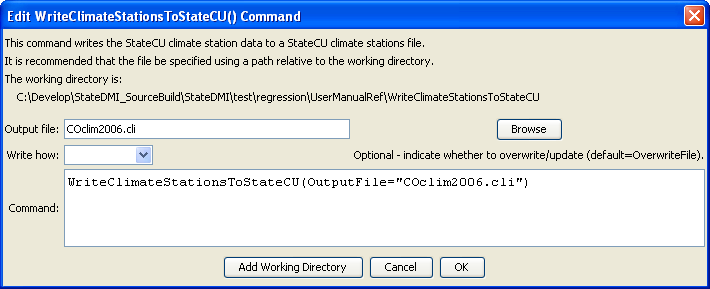 Edit WriteClimateStationsToStateCU() Command
This command writes the StateCU climate station data to a StateCU climate stations file.
It is recommended that the file be specified using a path relative to the working directory.
The working directory is:
C:\Develop\StateDMI_SourceBuild\StateDMI\test\regression\UserManualRef\WriteClimateStationsToStateCU
Output file: COclim2006.cli Browse
Write how: Optional - indicate whether to overwrite/update (default=OverwriteFile).
WriteClimateStationsToStateCU(OutputFile="COclim2006.cli")
Command:
Add Working Directory Cancel OK